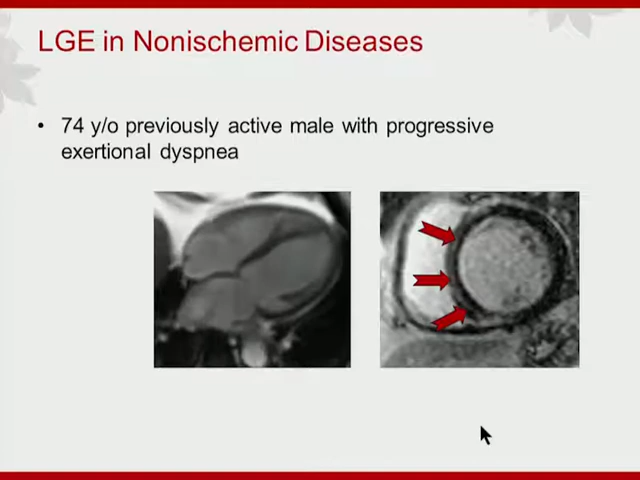 LGE in Nonischemic Diseases
• 74 y/o previously active male with progressive
exertional dyspnea